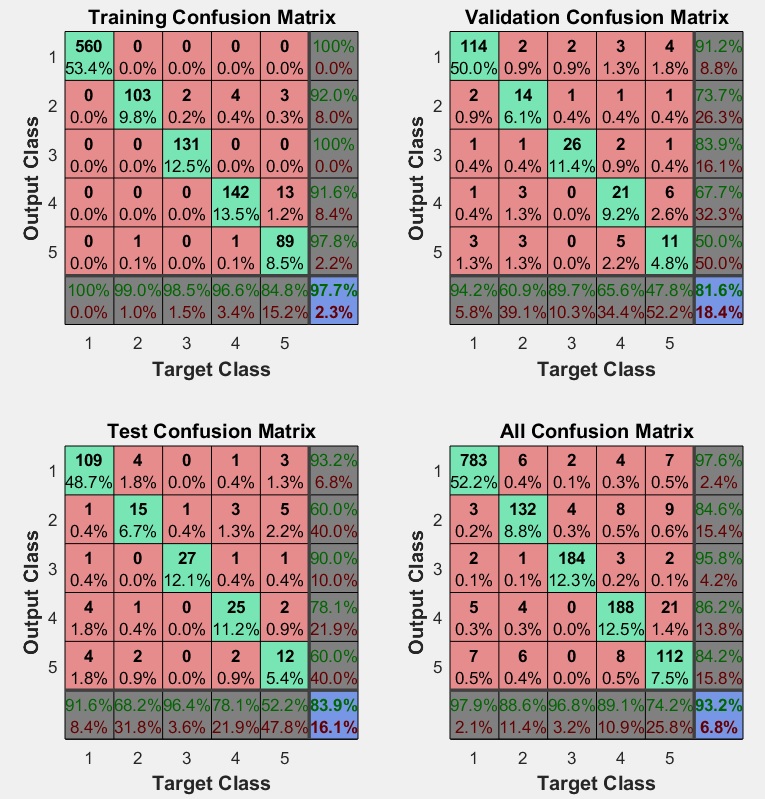 Training Confusion Matrix
1 560 0 0 0 0 100%
53.4% 0.0% 0.0% 0.0% 0.0% 0.0%
2 0 103 2 4 3 92.0%
0.0% 9.8% 0.2% 0.4% 0.3% 8.0%
3 0 0 131 0 0 100%
0.0% 0.0% 12.5% 0.0% 0.0% 0.0%
4 0 0 0 142 13 91.6%
0.0% 0.0% 0.0% 13.5% 1.2% 8.4%
5 0 1 0 1 89 97.8%
0.0% 0.1% 0.0% 0.1% 8.5% 2.2%
100% 99.0% 98.5% 96.6% 84.8% 97.7%
0.0% 1.0% 1.5% 3.4% 15.2% 2.3%
1 2 3 4 5
Target Class
Output Class
Validation Confusion Matrix
1 114 2 2 3 4 91.2%
50.0% 0.9% 0.9% 1.3% 1.8% 8.8%
2 2 14 1 1 1 73.7%
0.9% 6.1% 0.4% 0.4% 0.4% 26.3%
3 1 1 26 2 1 83.9%
0.4% 0.4% 11.4% 0.9% 0.4% 16.1%
4 1 3 0 21 6 67.7%
0.4% 1.3% 0.0% 9.2% 2.6% 32.3%
5 3 3 0 5 11 50.0%
1.3% 1.3% 0.0% 2.2% 4.8% 50.0%
94.2% 60.9% 89.7% 65.6% 47.8% 81.6%
5.8% 39.1% 10.3% 34.4% 52.2% 18.4%
1 2 3 4 5
Target Class
Output Class
Test Confusion Matrix
1 109 4 0 1 3 93.2%
48.7% 1.8% 0.0% 0.4% 1.3% 6.8%
2 1 15 1 3 5 60.0%
0.4% 6.7% 0.4% 1.3% 2.2% 40.0%
3 1 0 27 1 1 90.0%
0.4% 0.0% 12.1% 0.4% 0.4% 10.0%
4 4 1 0 25 2 78.1%
1.8% 0.4% 0.0% 11.2% 0.9% 21.9%
5 4 2 0 2 12 60.0%
1.8% 0.9% 0.0% 0.9% 5.4% 40.0%
91.6% 68.2% 96.4% 78.1% 52.2% 83.9%
8.4% 31.8% 3.6% 21.9% 47.8% 16.1%
1 2 3 4 5
Target Class
Output Class
All Confusion Matrix
1 783 6 2 4 7 97.6%
52.2% 0.4% 0.1% 0.3% 0.5% 2.4%
2 3 132 4 8 9 84.6%
0.2% 8.8% 0.3% 0.5% 0.6% 15.4%
3 2 1 184 3 2 95.8%
0.1% 0.1% 12.3% 0.2% 0.1% 4.2%
4 5 4 0 188 21 86.2%
0.3% 0.3% 0.0% 12.5% 1.4% 13.8%
5 7 6 0 8 112 84.2%
0.5% 0.4% 0.0% 0.5% 7.5% 15.8%
97.9% 88.6% 96.8% 89.1% 74.2% 93.2%
2.1% 11.4% 3.2% 10.9% 25.8% 6.8%
1 2 3 4 5
Target Class
Output Class